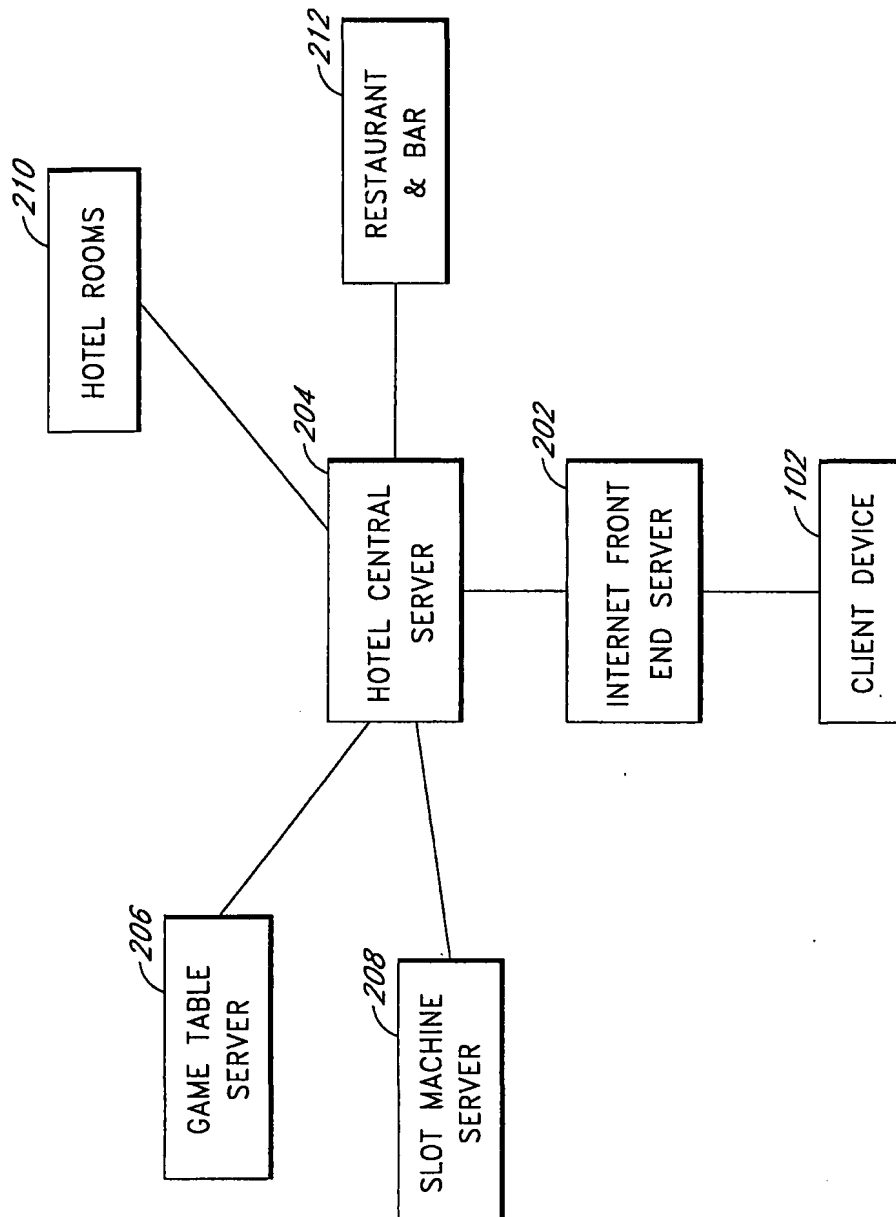 HOTEL ROOMS
210
RESTAURANT
& BAR
212
HOTEL CENTRAL
SERVER
204
INTERNET FRONT
END SERVER
202
CLIENT DEVICE
102
GAME TABLE
SERVER
206
SLOT MACHINE
SERVER
208